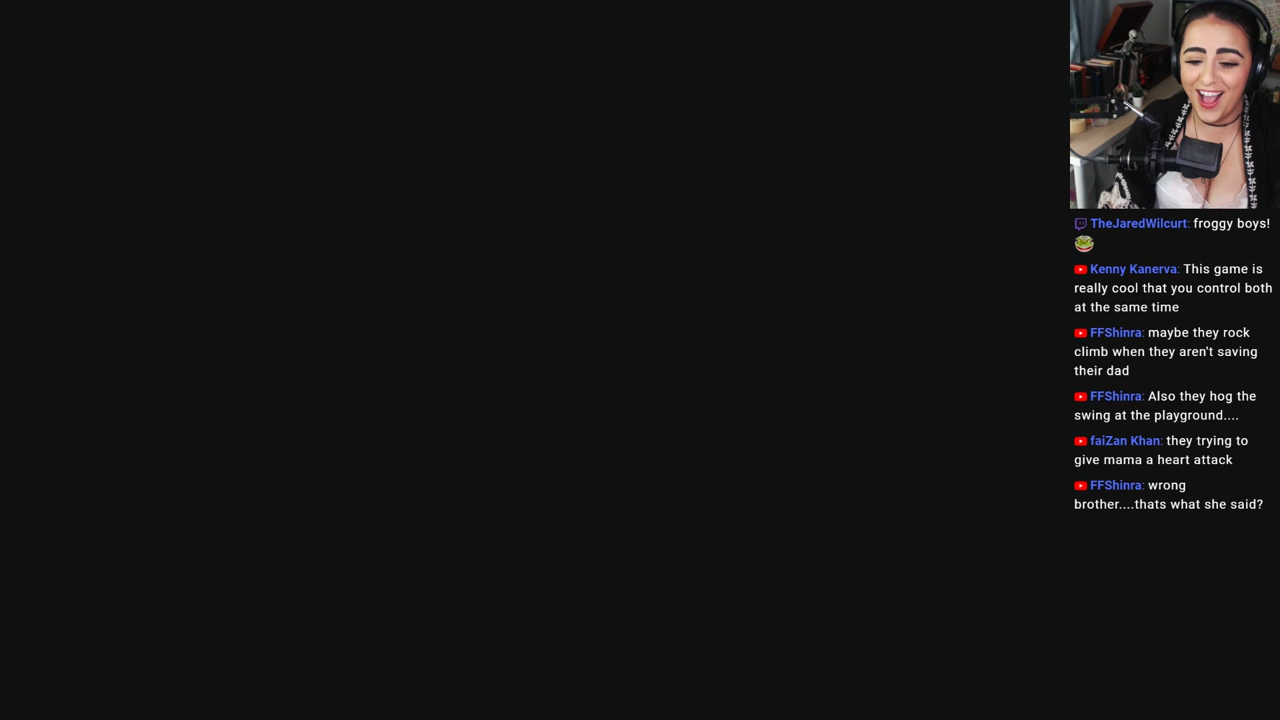 TheJaredWilcurt: froggy boys!
Kenny Kanerva: This game is
really cool that you control both
at the same time
FFShinra: maybe they rock
climb when they aren't saving
their dad
FFShinra: Also they hog the
swing at the playground....
faiZan Khan: they trying to
give mama a heart attack
FFShinra: wrong
brother....thats what she said?